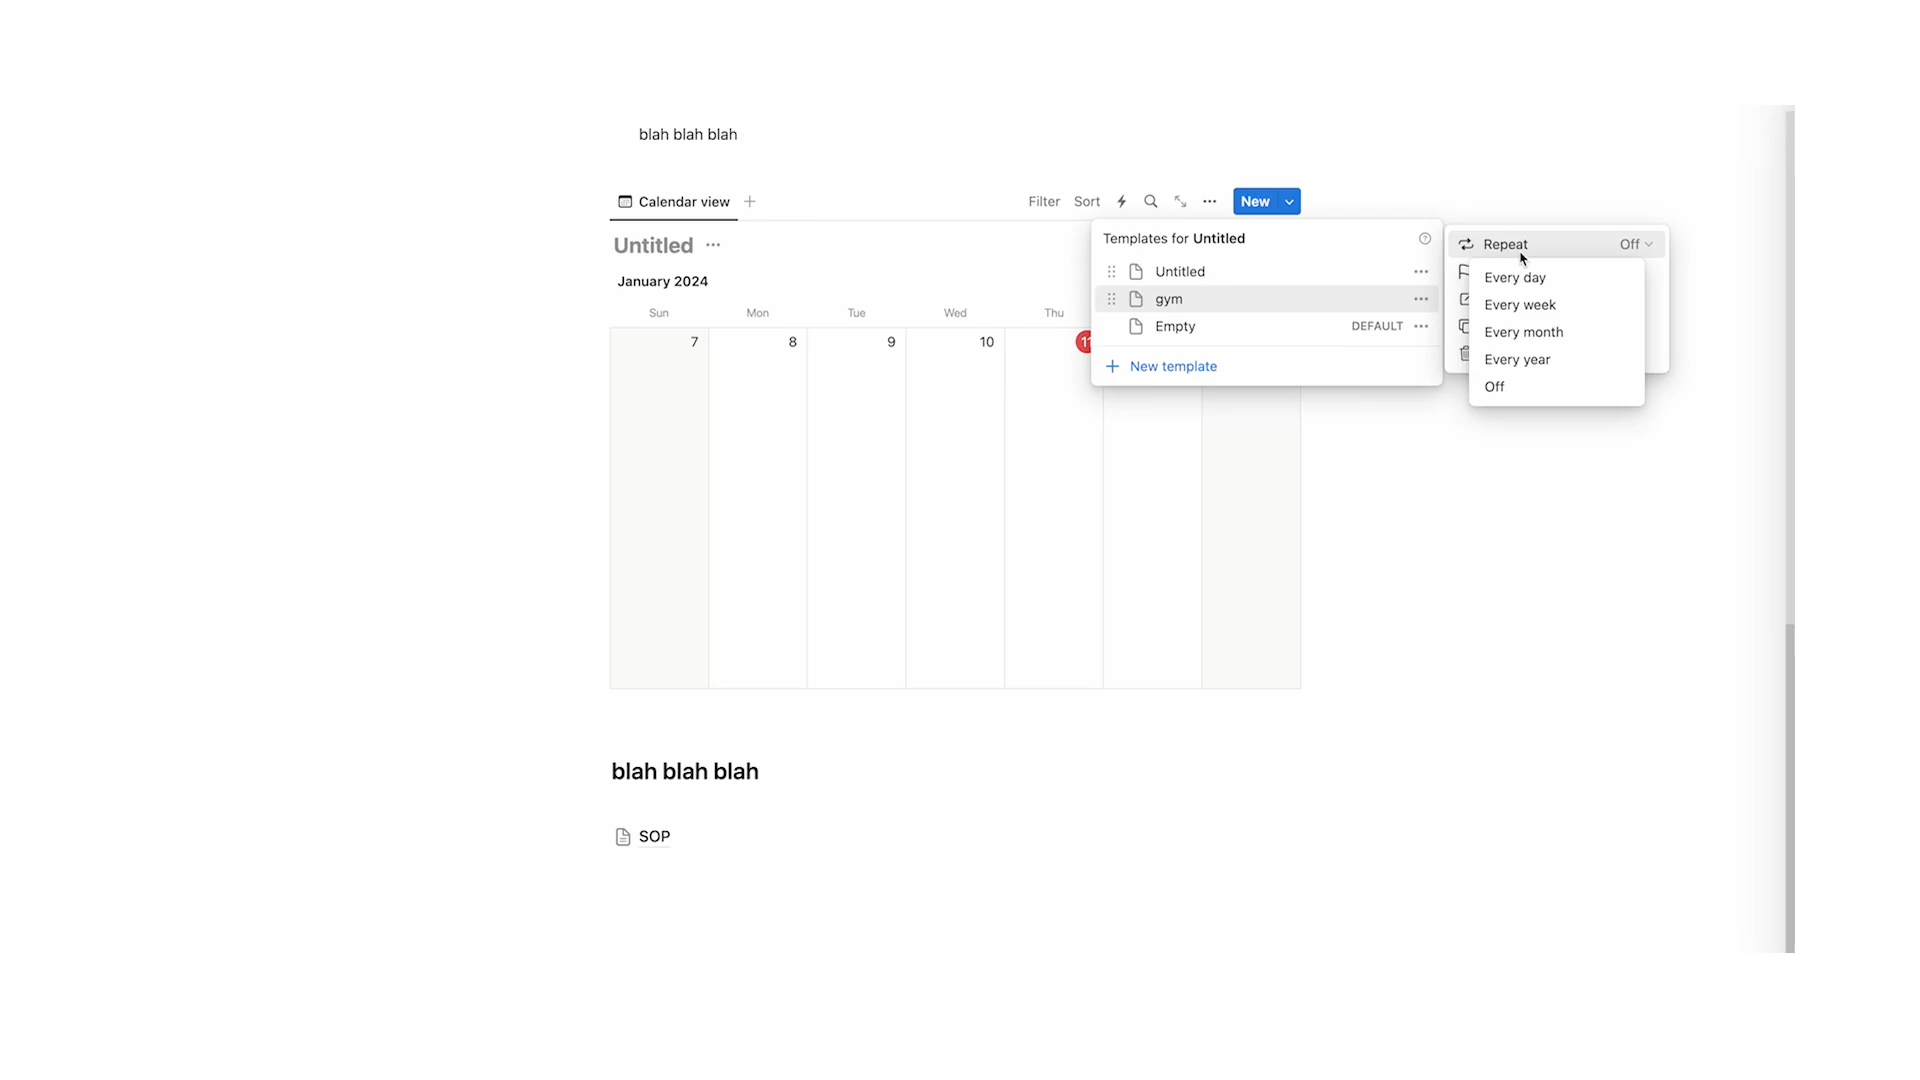 blah blah blah
Calendar view
Filter Sort New
Untitled
January 2024
Sun Mon Tue Wed Thu
7 8 9 10
Templates for Untitled
Untitled
gym
Empty DEFAULT
New template
Repeat Off
Every day
Every week
Every month
Every year
Off
blah blah blah
SOP